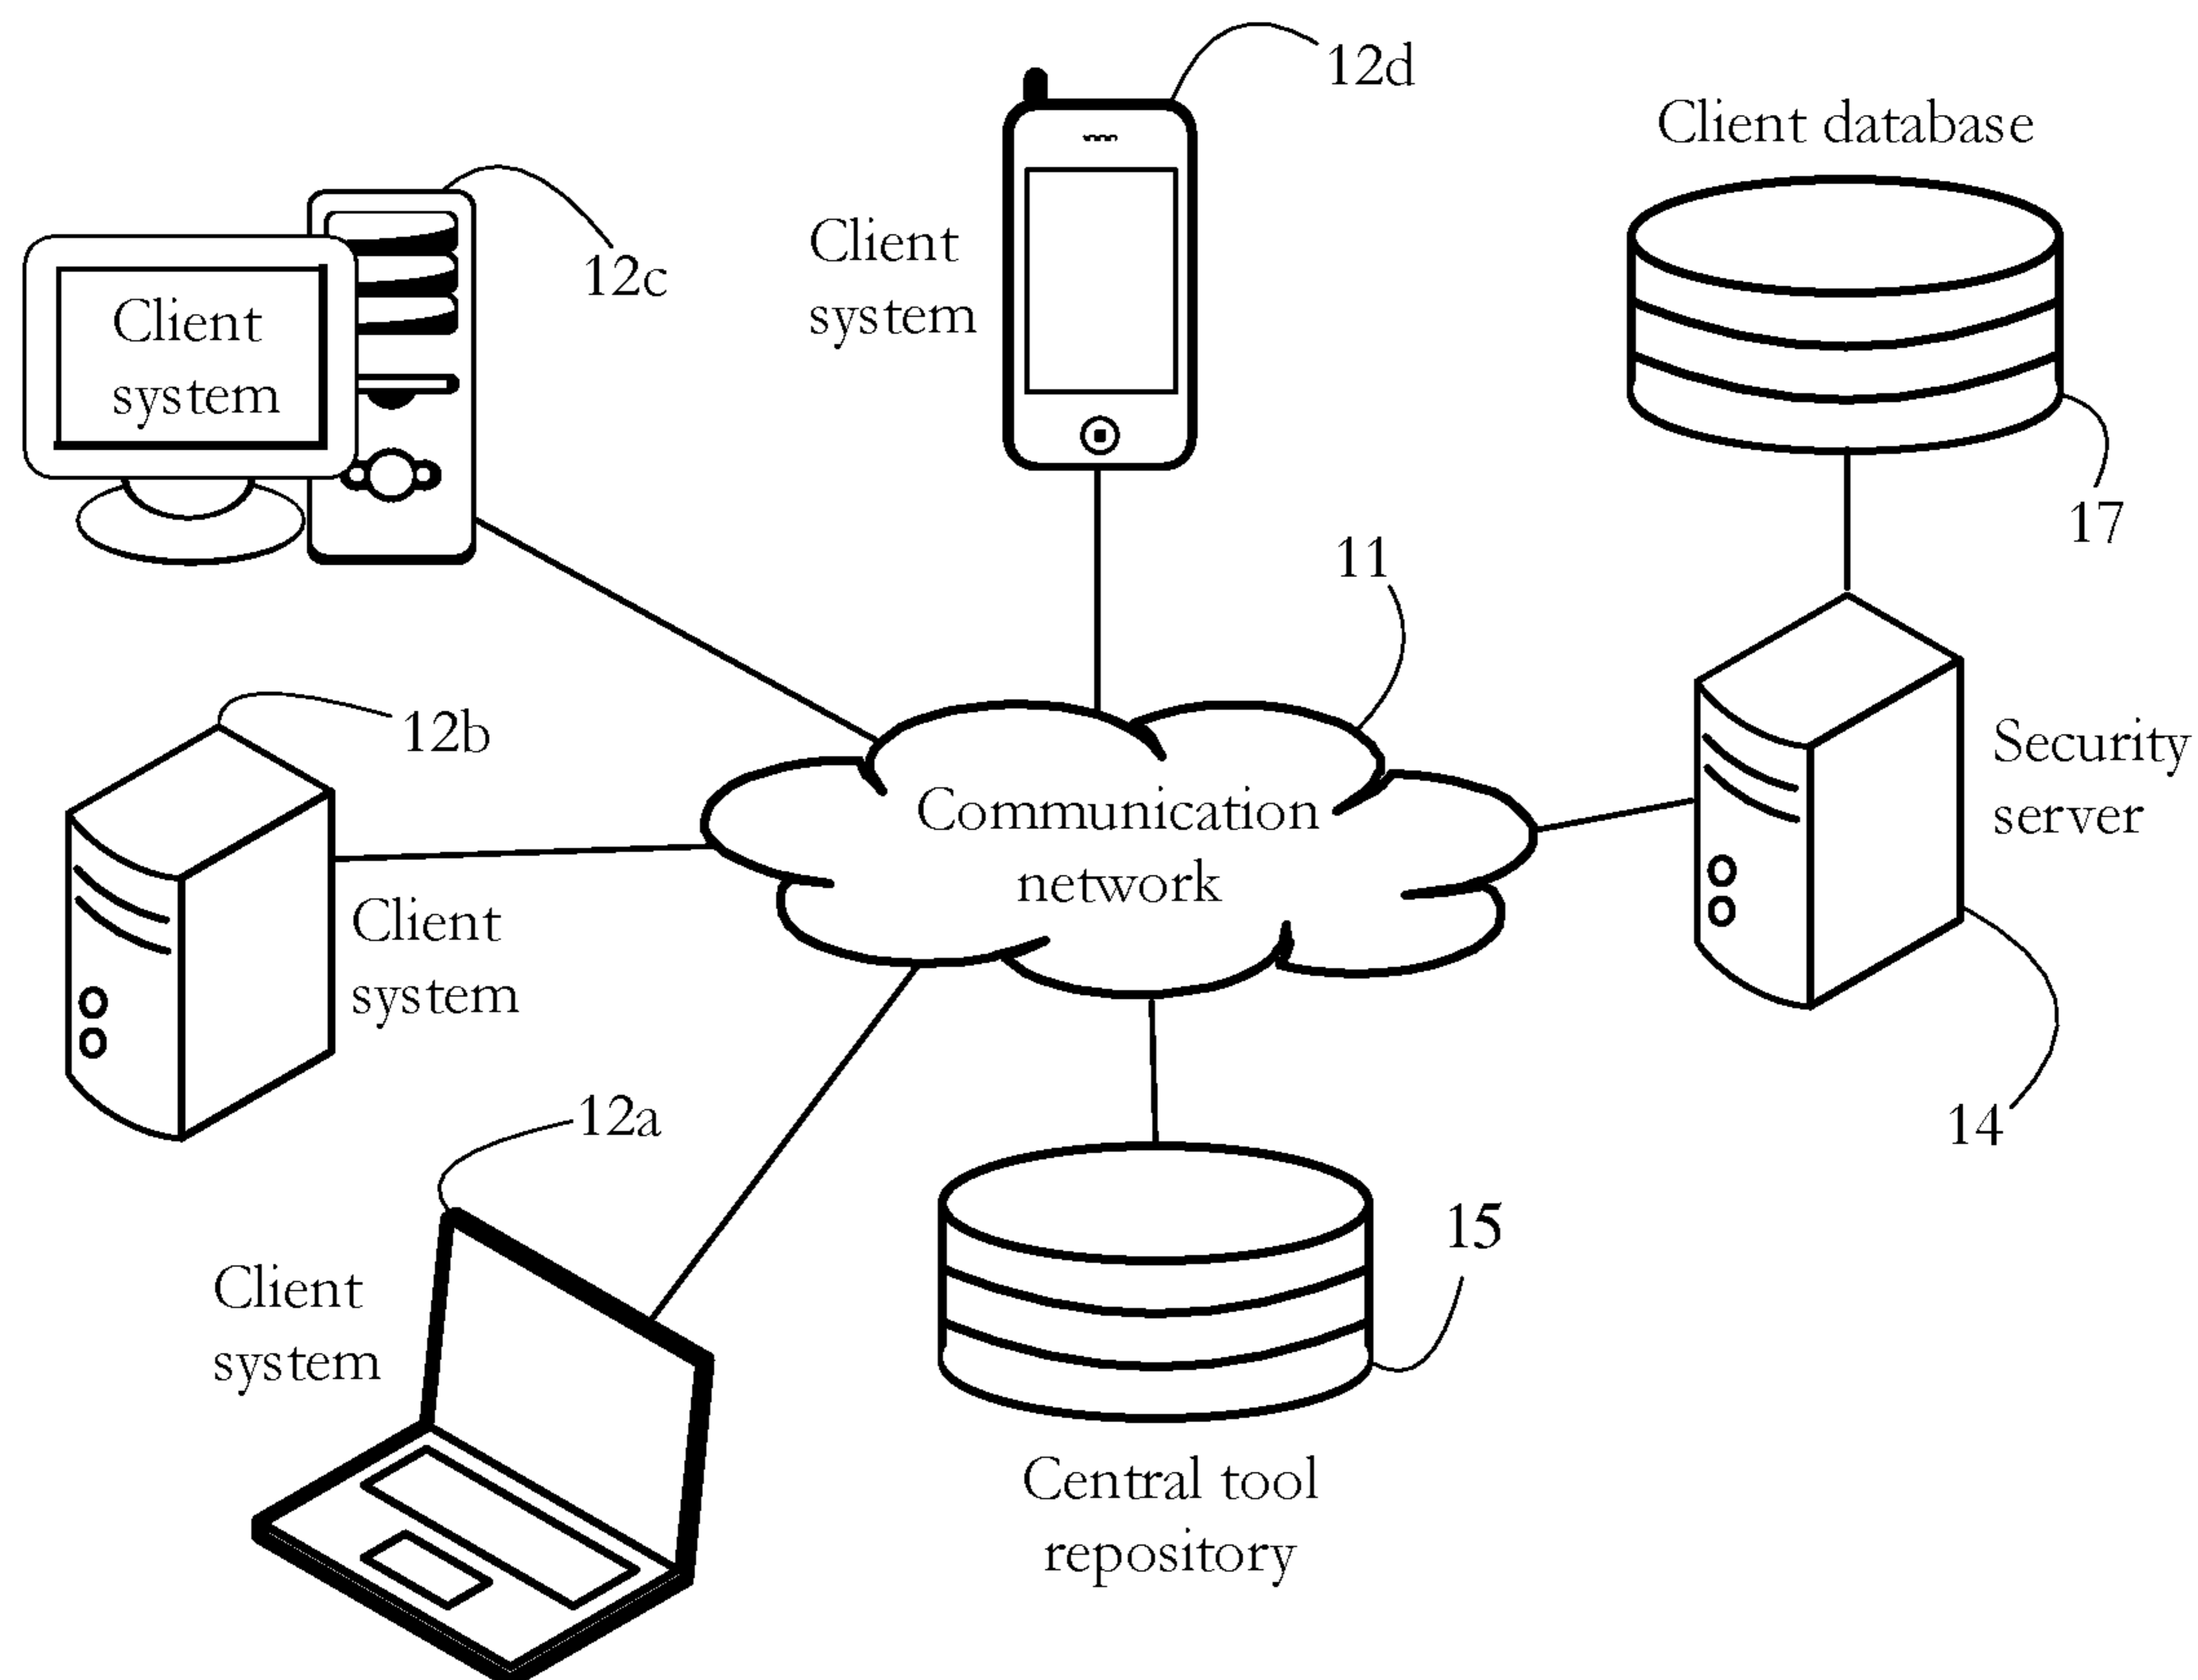 12d
Client database
12c
Client
system
Client
system
17
11
12b
Security
server
Communication
network
Client
system
12a
14
15
Client
system
Central tool
repository